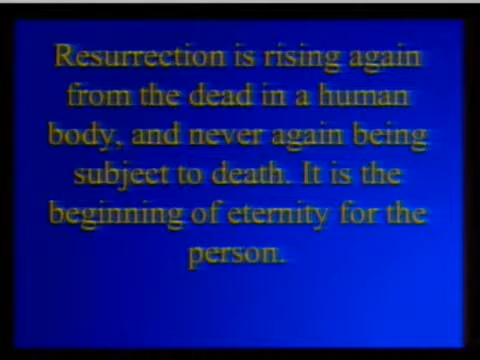 Resurrection is rising again
from the dead in a human
body, and never again being
subject to death. It is the
beginning of eternity for the
person.